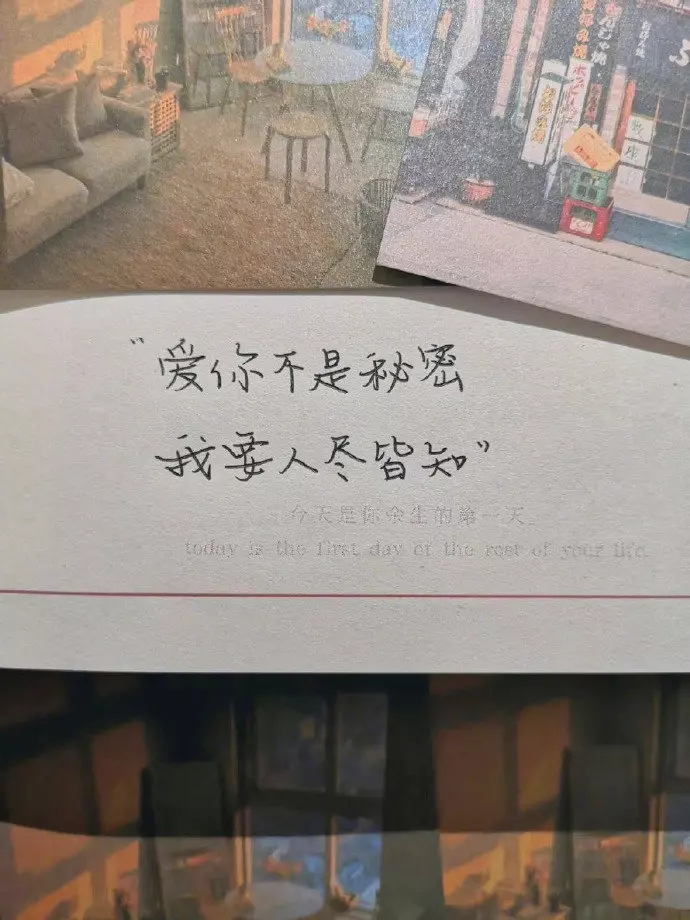 “爱你不是秘密
我要人尽皆知”
今天是你余生的第一天。
today is the first day of the rest of your life.